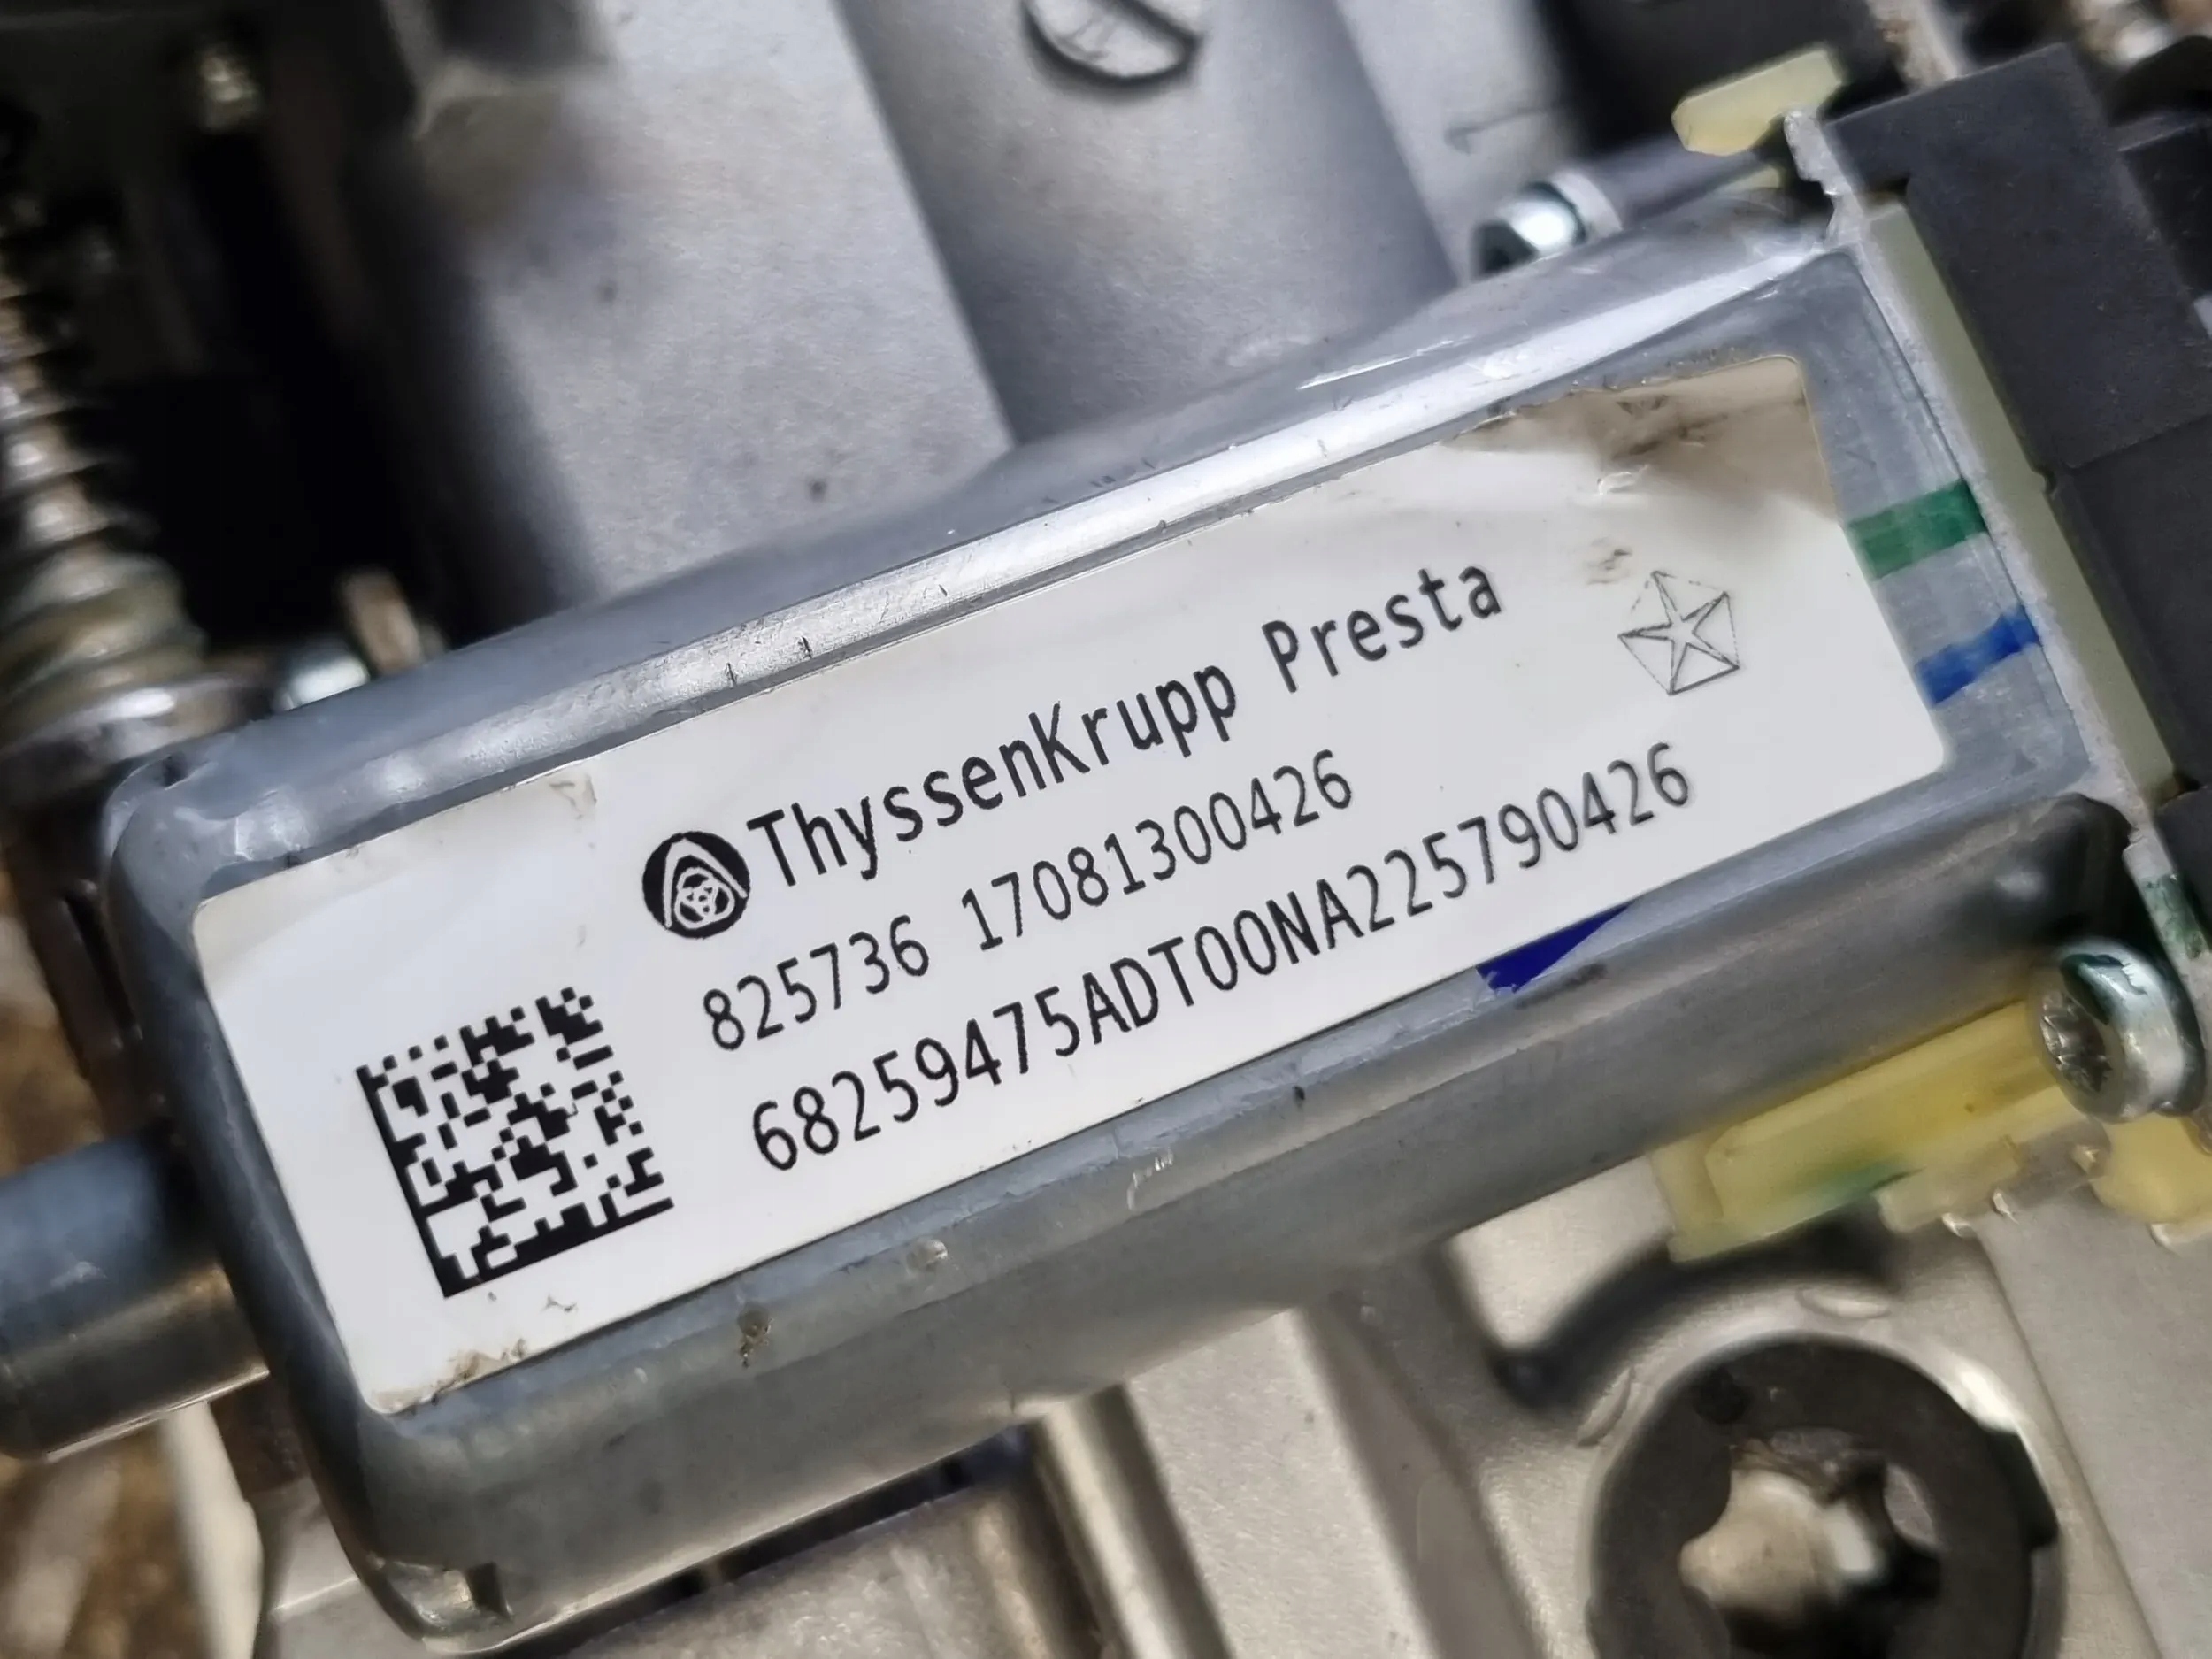 ThyssenKrupp Presta
825736 17081300426
68259475ADT00NA225790426